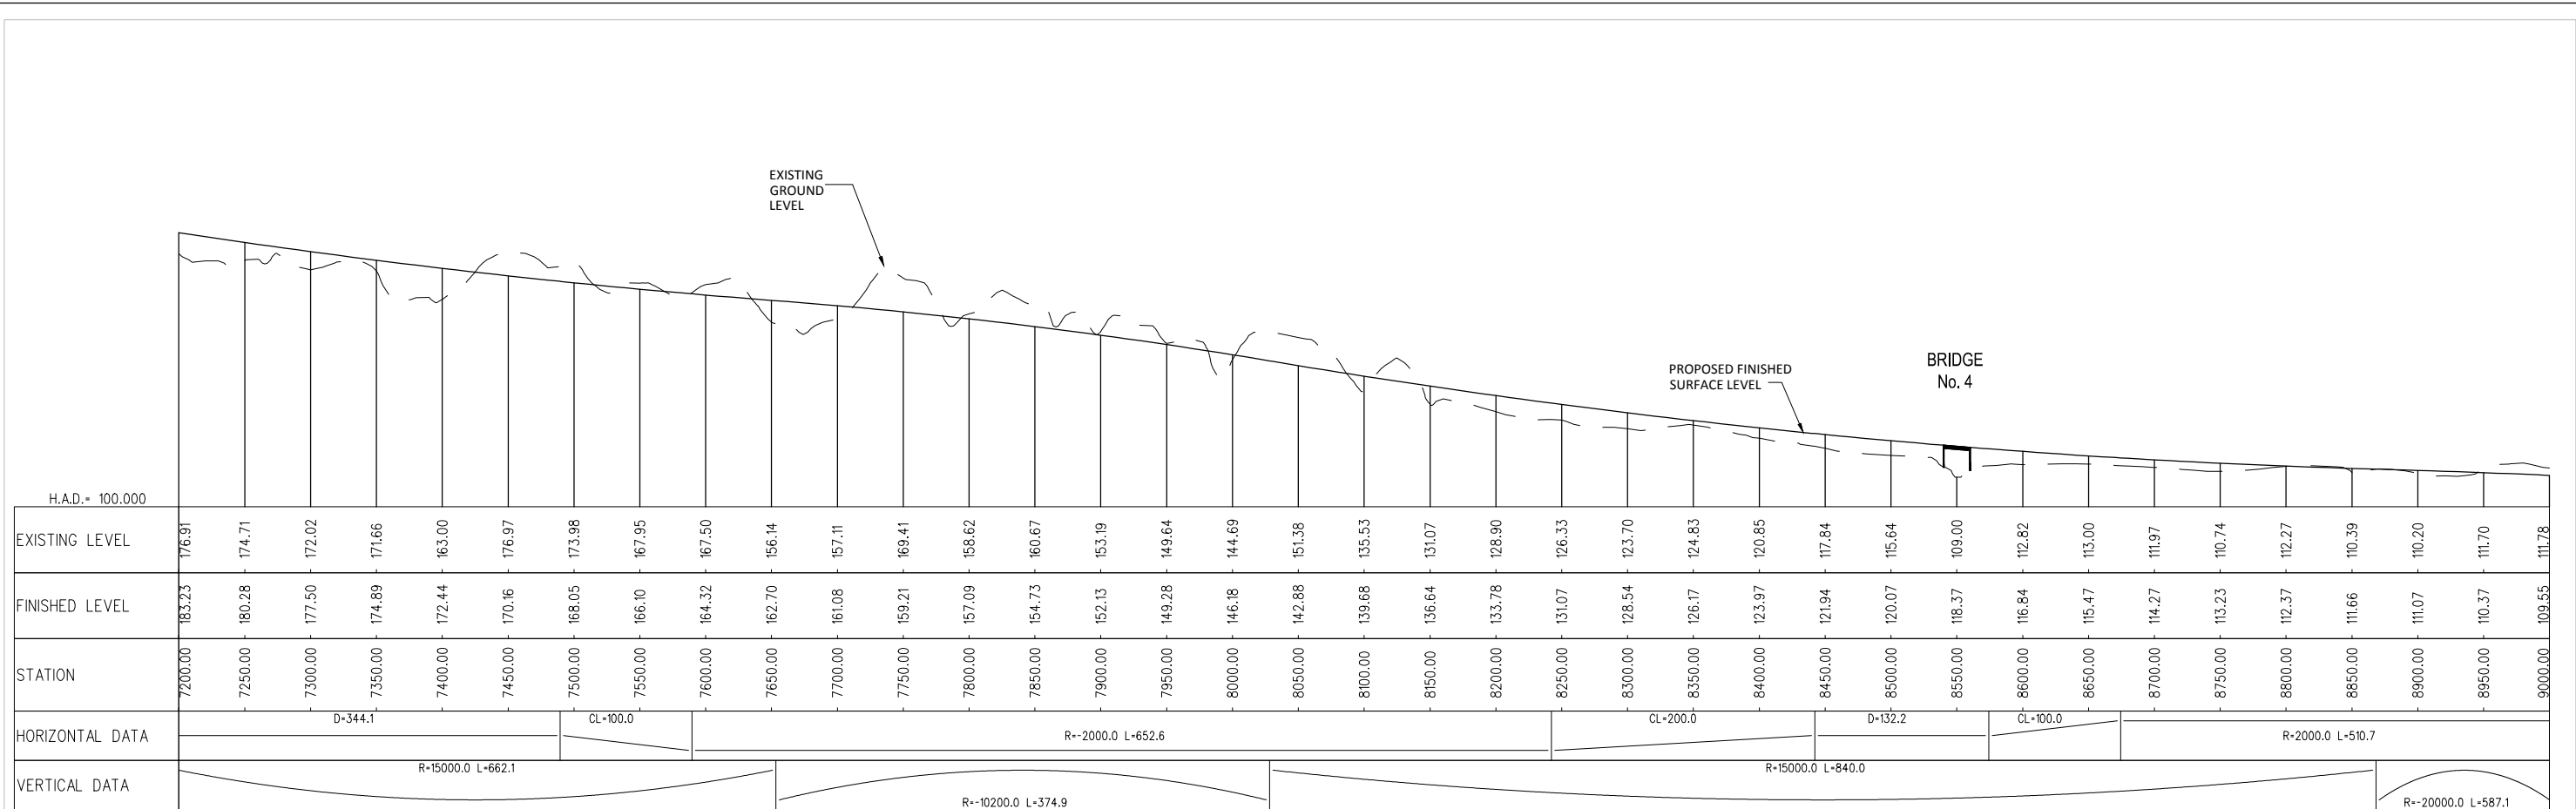 EXISTING
GROUND
LEVEL
PROPOSED FINISHED
SURFACE LEVEL
BRIDGE
No. 4
H.A.D.= 100.000
EXISTING LEVEL 176.91 174.71 172.02 171.66 163.00 176.97 173.98 167.95 167.50 156.14 157.11 169.41 158.62 160.67 153.19 149.64 144.69 151.38 135.53 131.07 128.90 126.33 123.70 124.83 120.85 117.84 115.64 109.00 112.82 113.00 111.97 110.74 112.27 110.39 110.20 111.70 111.78
FINISHED LEVEL 183.23 180.28 177.50 174.89 172.44 170.16 168.05 166.10 164.32 162.70 161.08 159.21 157.09 154.73 152.13 149.28 146.18 142.88 139.68 136.64 133.78 131.07 128.54 126.17 123.97 121.94 120.07 118.37 116.84 115.47 114.27 113.23 112.37 111.66 111.07 110.37 109.55
STATION 7200.00 7250.00 7300.00 7350.00 7400.00 7450.00 7500.00 7550.00 7600.00 7650.00 7700.00 7750.00 7800.00 7850.00 7900.00 7950.00 8000.00 8050.00 8100.00 8150.00 8200.00 8250.00 8300.00 8350.00 8400.00 8450.00 8500.00 8550.00 8600.00 8650.00 8700.00 8750.00 8800.00 8850.00 8900.00 8950.00 9000.00
HORIZONTAL DATA D=344.1 CL=100.0 R=-2000.0 L=652.6 CL=200.0 D=132.2 CL=100.0 R=2000.0 L=510.7
VERTICAL DATA R=15000.0 L=662.1 R=-10200.0 L=374.9 R=15000.0 L=840.0 R=-20000.0 L=587.1